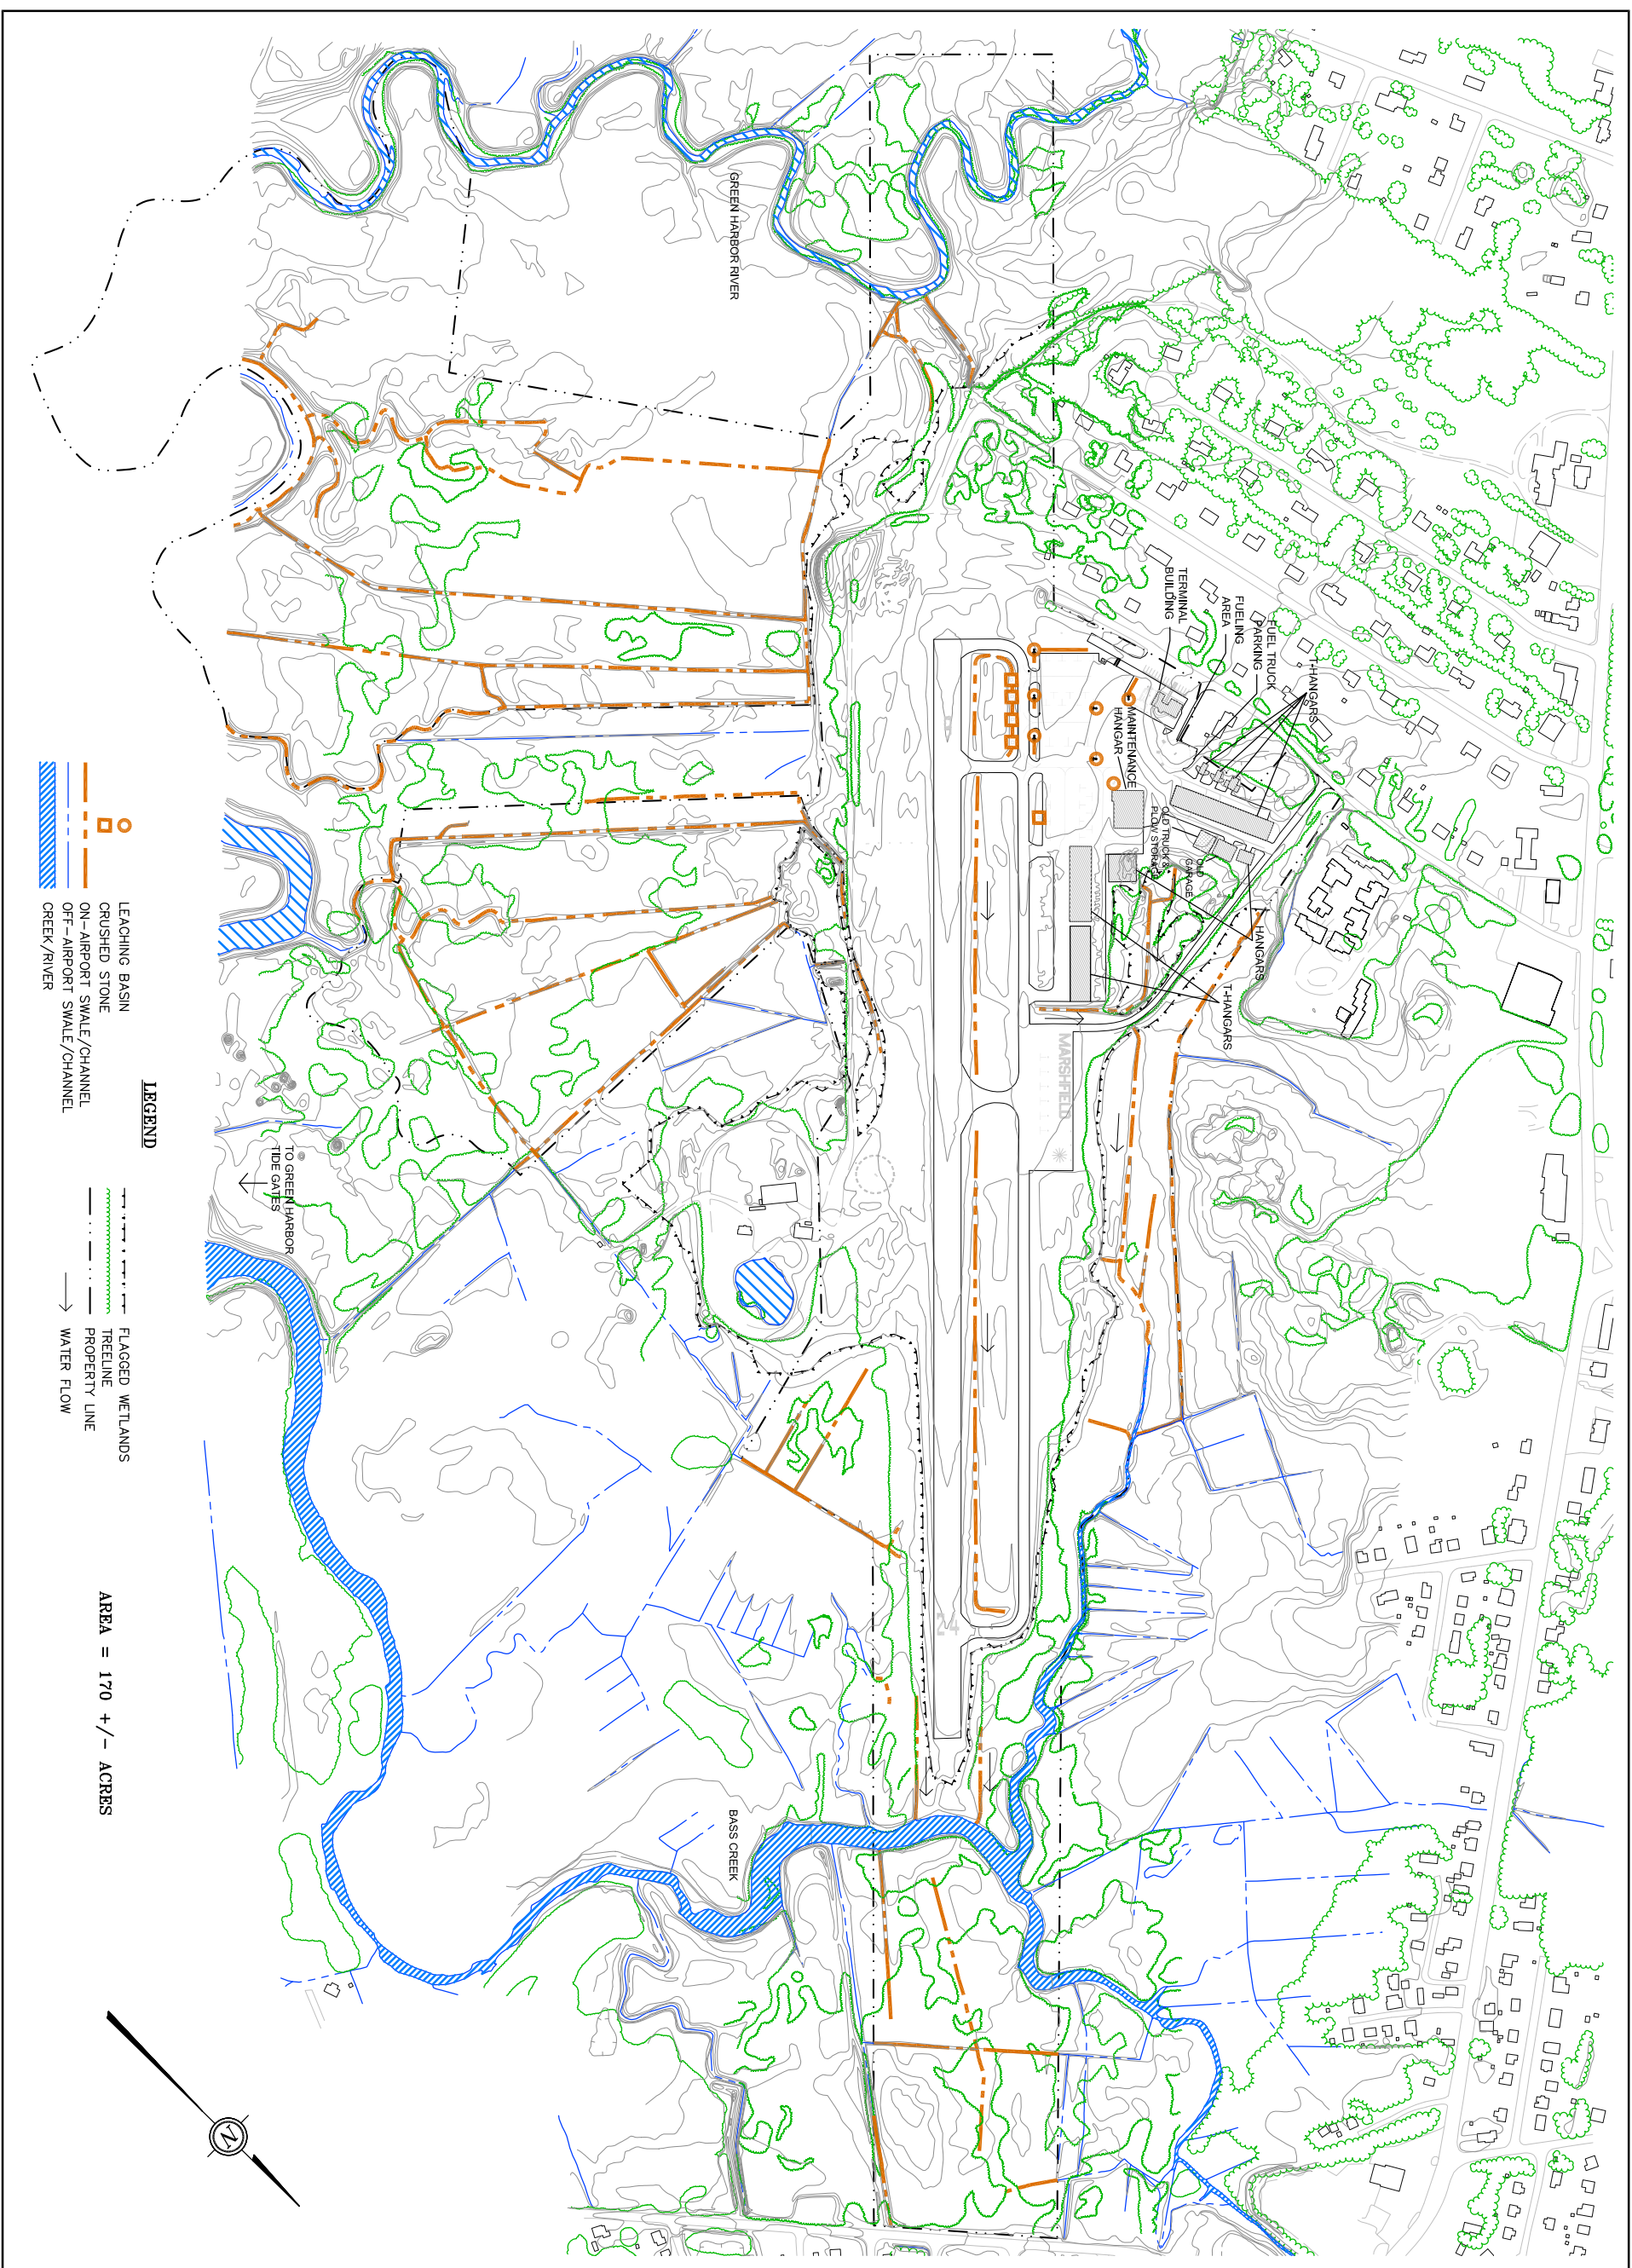 GREEN HARBOR RIVER
TERMINAL
BUILDING
FUELING
AREA
FUEL TRUCK
PARKING
T-HANGARS
MAINTENANCE
HANGAR
OLD TRUCK &
PLOW STORAGE
OLD
GARAGE
HANGARS
T-HANGARS
MARSHFIELD
24
BASS CREEK
TO GREEN HARBOR
TIDE GATES
LEGEND
LEACHING BASIN
CRUSHED STONE
ON-AIRPORT SWALE/CHANNEL
OFF-AIRPORT SWALE/CHANNEL
CREEK/RIVER
FLAGGED WETLANDS
TREELINE
PROPERTY LINE
WATER FLOW
AREA = 170 +/- ACRES
N